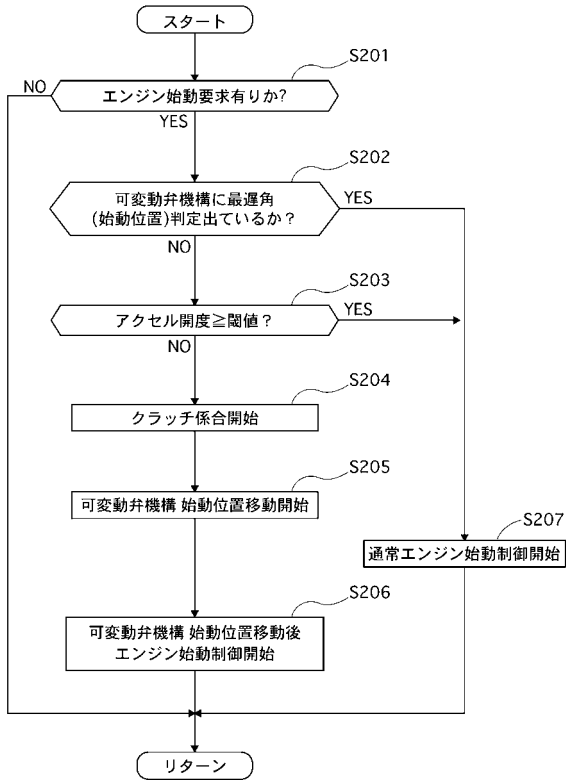 スタート
S201
エンジン始動要求有りか?
NO
YES
S202
可変動弁機構に最遅角
(始動位置)判定出ているか？
YES
NO
S203
アクセル開度≧閾値？
YES
NO
S204
クラッチ係合開始
S205
可変動弁機構 始動位置移動開始
S207
通常エンジン始動制御開始
S206
可変動弁機構 始動位置移動後
エンジン始動制御開始
リターン